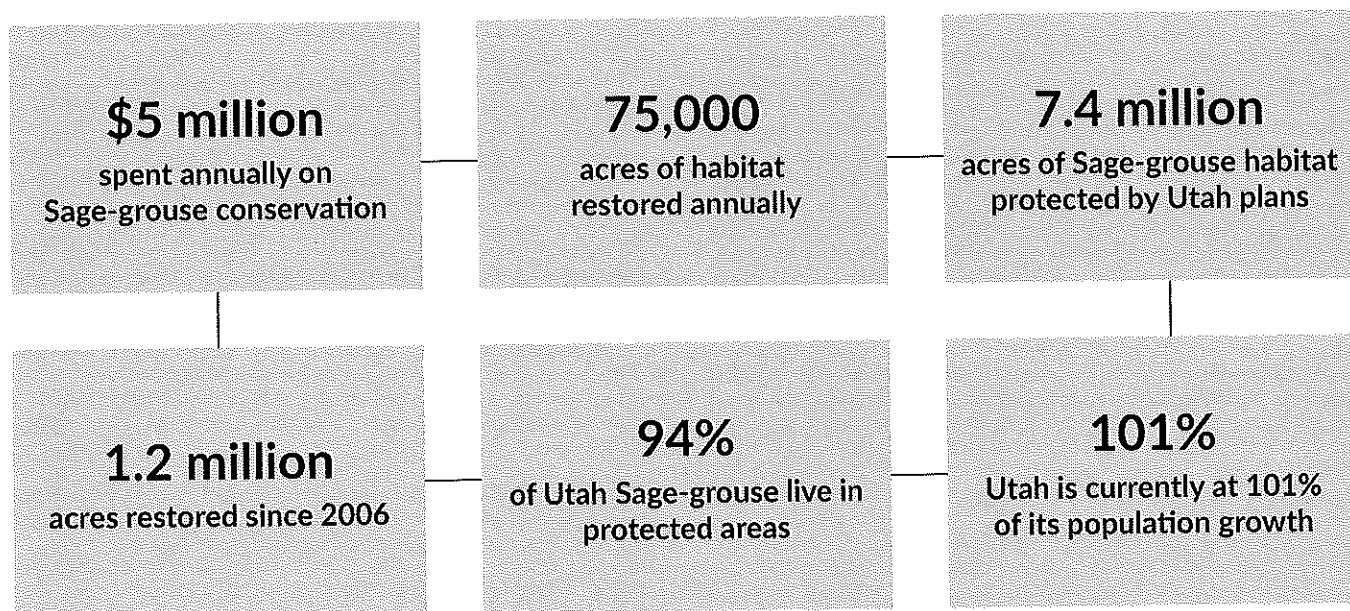 $5 million
spent annually on
Sage-grouse conservation
75,000
acres of habitat
restored annually
7.4 million
acres of Sage-grouse habitat
protected by Utah plans
1.2 million
acres restored since 2006
94%
of Utah Sage-grouse live in
protected areas
101%
Utah is currently at 101%
of its population growth